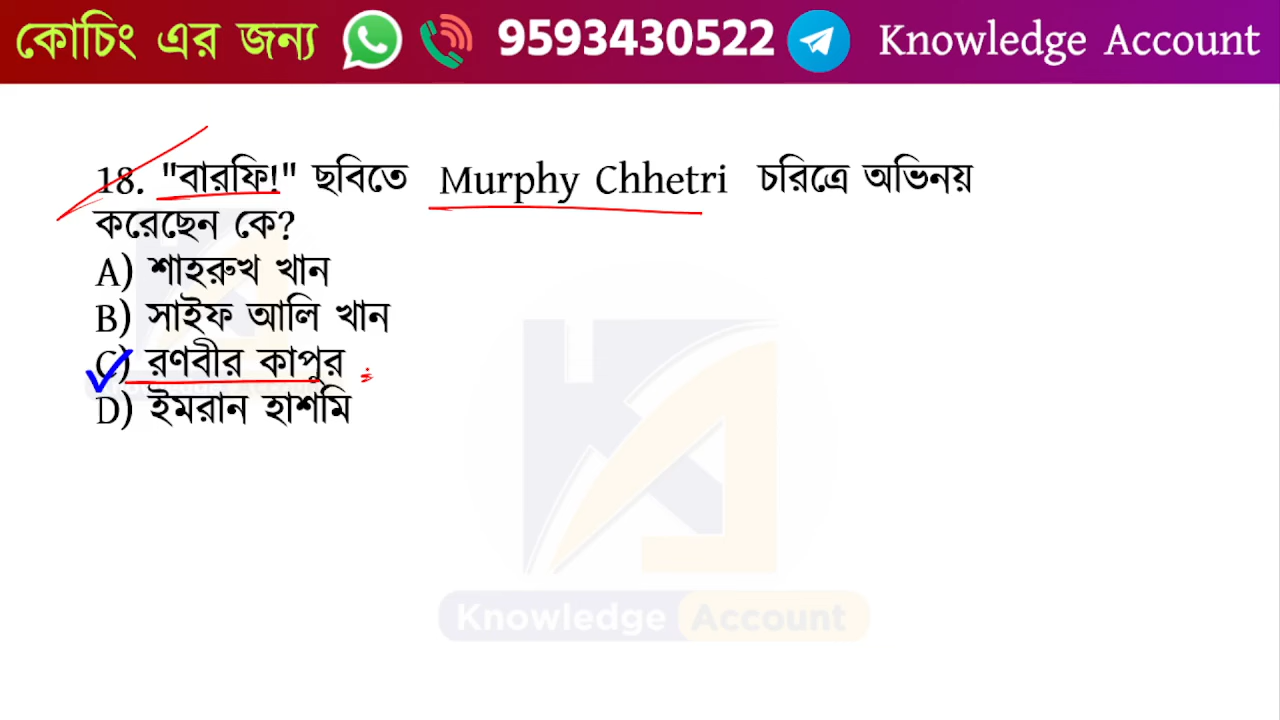 কোচিং এর জন্য 9593430522 Knowledge Account
18. "বারফি!" ছবিতে Murphy Chhetri চরিত্রে অভিনয়
করেছেন কে?
A) শাহরুখ খান
B) সাইফ আলি খান
C) রণবীর কাপুর
D) ইমরান হাশমি
Knowledge Account